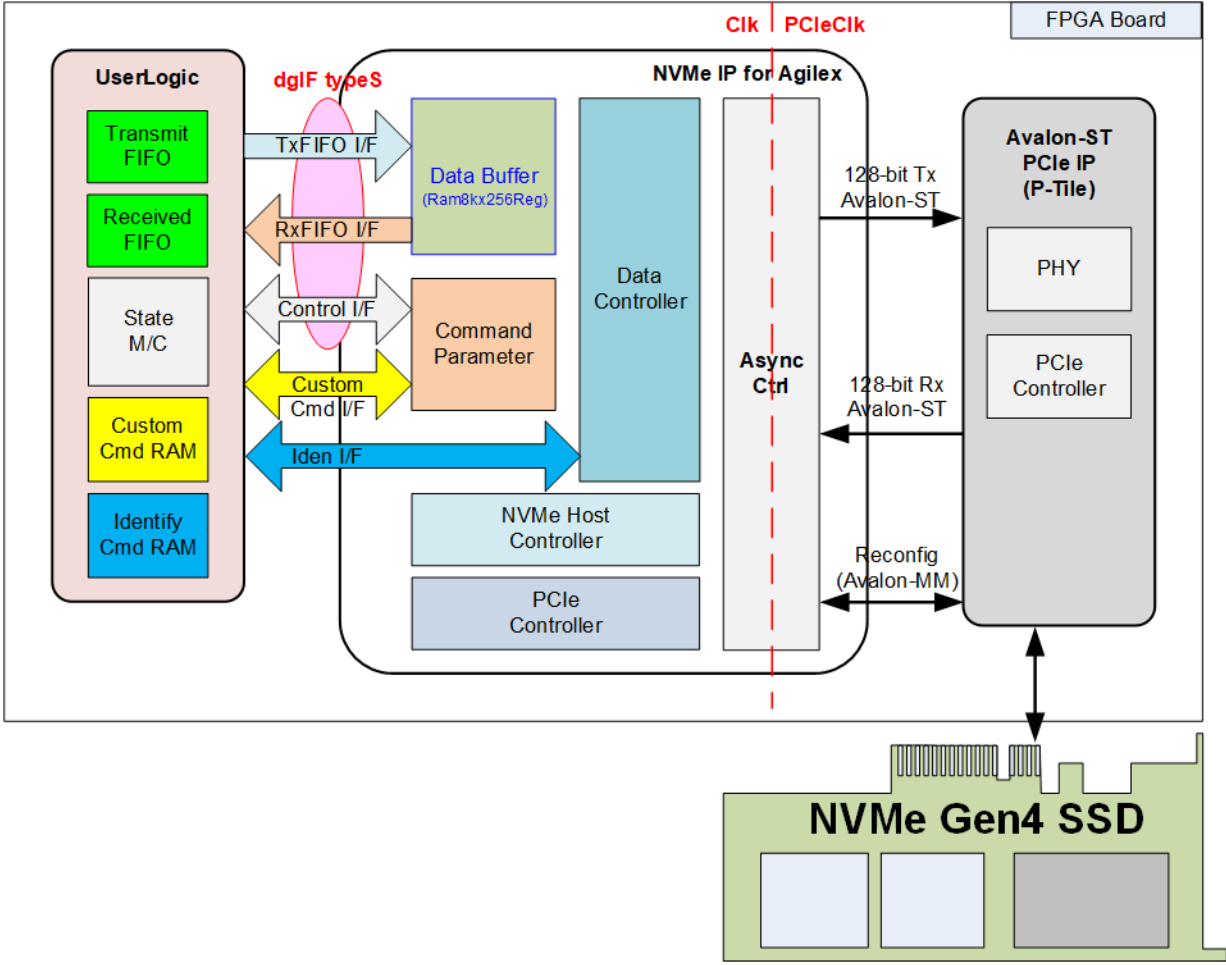 FPGA Board
Clk
PCIeClk
UserLogic
Transmit
FIFO
Received
FIFO
State
M/C
Custom
Cmd RAM
Identify
Cmd RAM
dgIF typeS
TxFIFO I/F
RxFIFO I/F
Control I/F
Custom
Cmd I/F
Iden I/F
NVMe IP for Agilex
Data Buffer
(Ram8kx256Reg)
Command
Parameter
Data
Controller
NVMe Host
Controller
PCIe
Controller
Async
Ctrl
128-bit Tx
Avalon-ST
128-bit Rx
Avalon-ST
Reconfig
(Avalon-MM)
Avalon-ST
PCIe IP
(P-Tile)
PHY
PCIe
Controller
NVMe Gen4 SSD